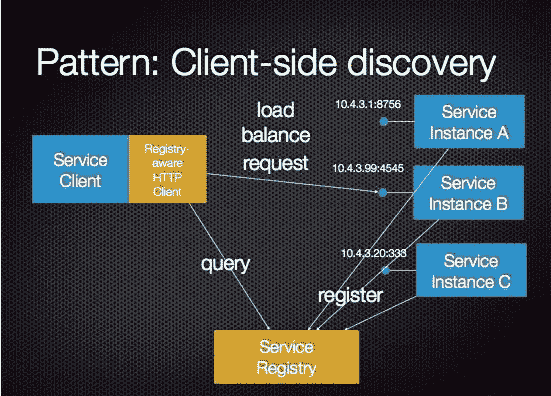 Pattern: Client-side discovery
load
balance
request
10.4.3.1:8756
Service
Instance A
Service
Client
Registry-
aware
HTTP
Client
10.4.3.99:4545
Service
Instance B
10.4.3.20:333
Service
Instance C
query
register
Service
Registry